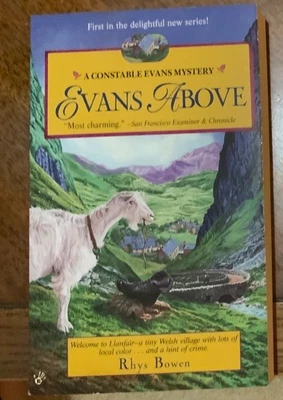 First in the delightful new series!
A CONSTABLE EVANS MYSTERY
EVANS ABOVE
"Most charming." –San Francisco Examiner & Chronicle
Welcome to Llanfair–a tiny Welsh village with lots of
local color . . . and a hint of crime.
Rhys Bowen